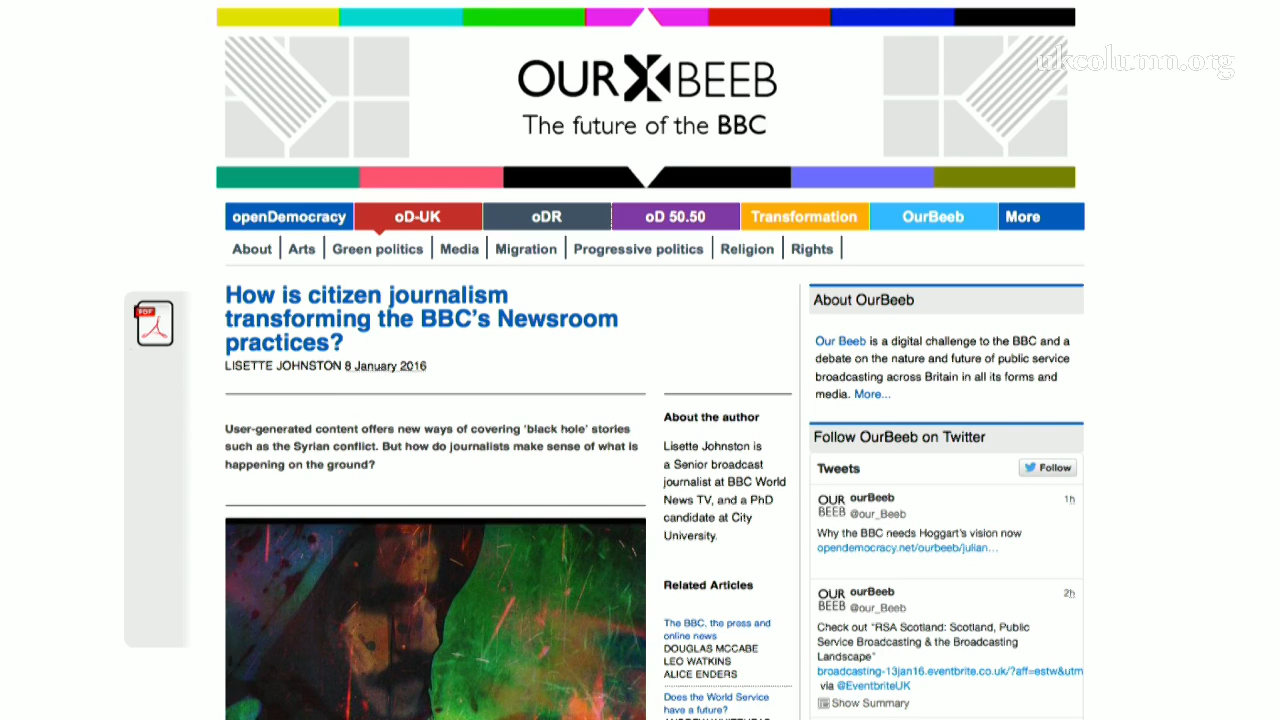 ukcolumn.org
OUR BEEB
The future of the BBC
openDemocracy oD-UK oDR oD 50.50 Transformation OurBeeb More
About Arts Green politics Media Migration Progressive politics Religion Rights
PDF
How is citizen journalism
transforming the BBC's Newsroom
practices?
LISETTE JOHNSTON 8 January 2016
User-generated content offers new ways of covering 'black hole' stories
such as the Syrian conflict. But how do journalists make sense of what is
happening on the ground?
About the author
Lisette Johnston is
a Senior broadcast
journalist at BBC World
News TV, and a PhD
candidate at City
University.
Related Articles
The BBC, the press and
online news
DOUGLAS MCCABE
LEO WATKINS
ALICE ENDERS
Does the World Service
have a future?
About OurBeeb
Our Beeb is a digital challenge to the BBC and a
debate on the nature and future of public service
broadcasting across Britain in all its forms and
media. More...
Follow OurBeeb on Twitter
Tweets Follow
OUR BEEB
ourBeeb 1h
@our_Beeb
Why the BBC needs Hoggart's vision now
opendemocracy.net/ourbeeb/julian...
OUR BEEB
ourBeeb 2h
@our_Beeb
Check out "RSA Scotland: Scotland, Public
Service Broadcasting & the Broadcasting
Landscape"
broadcasting-13jan16.eventbrite.co.uk/?aff=estw&utm
via @EventbriteUK
Show Summary